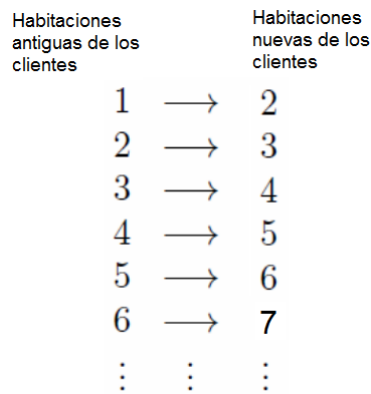 Habitaciones
antiguas de los
clientes
Habitaciones
nuevas de los
clientes
1 ⟶ 2
2 ⟶ 3
3 ⟶ 4
4 ⟶ 5
5 ⟶ 6
6 ⟶ 7
⋮ ⋮ ⋮